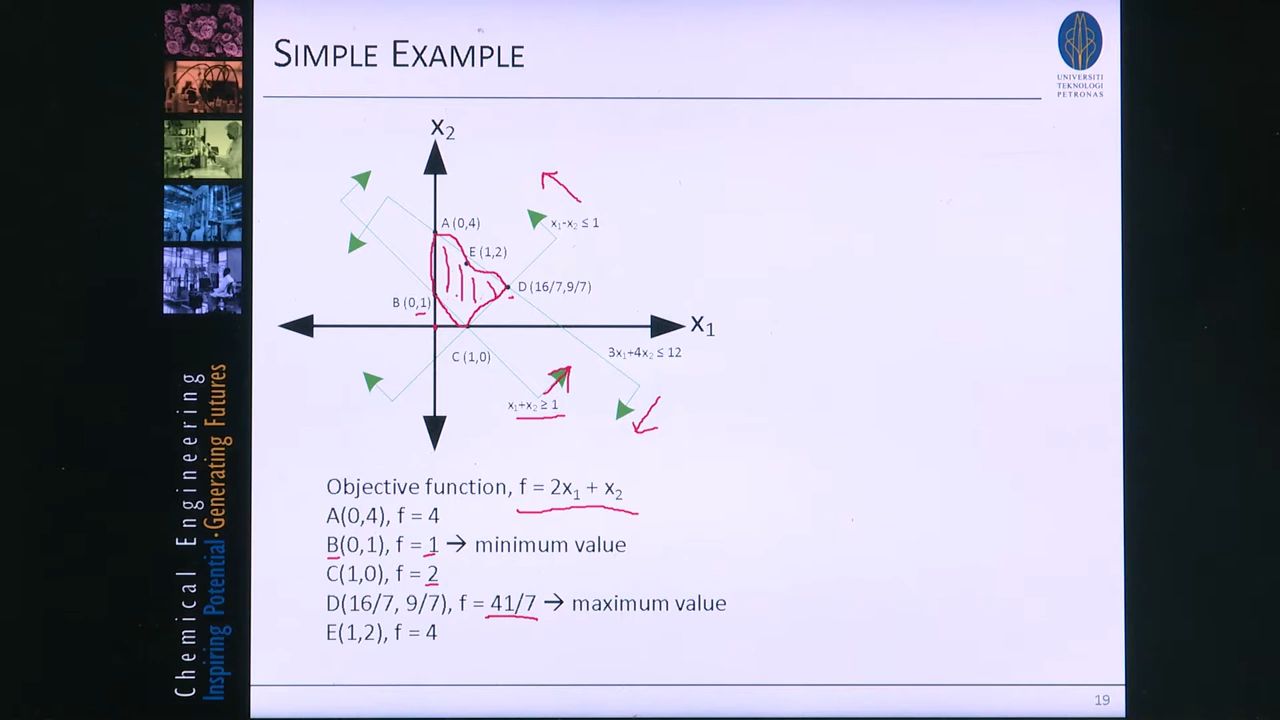 SIMPLE EXAMPLE
UNIVERSITI
TEKNOLOGI
PETRONAS
x2
A (0,4)
x1-x2 ≤ 1
E (1,2)
D (16/7,9/7)
B (0,1)
x1
3x1+4x2 ≤ 12
C (1,0)
x1+x2 ≥ 1
Objective function, f = 2x1 + x2
A(0,4), f = 4
B(0,1), f = 1 → minimum value
C(1,0), f = 2
D(16/7, 9/7), f = 41/7 → maximum value
E(1,2), f = 4
Chemical Engineering
Inspiring Potential · Generating Futures
19